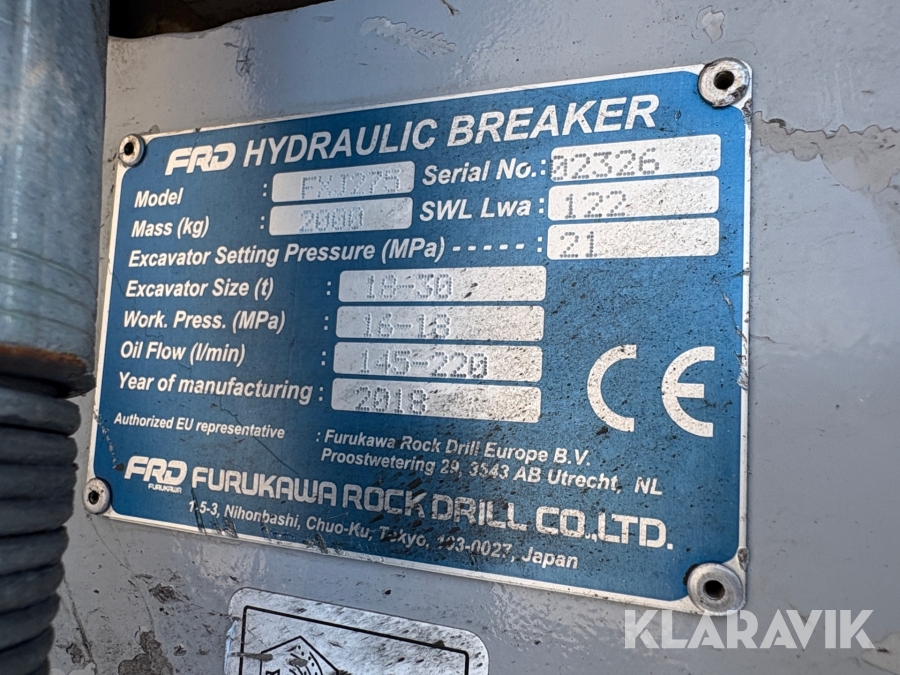 FRD HYDRAULIC BREAKER
Model : FXJ275 Serial No.: 02326
Mass (kg) : 2000 SWL Lwa : 122
Excavator Setting Pressure (MPa) ----- : 21
Excavator Size (t) : 18-30
Work. Press. (MPa) : 16-18
Oil Flow (l/min) : 145-220
Year of manufacturing : 2018
CE
Authorized EU representative : Furukawa Rock Drill Europe B.V.
Proostwetering 29, 3543 AB Utrecht, NL
FRD FURUKAWA FURUKAWA ROCK DRILL CO.,LTD.
1-5-3, Nihonbashi, Chuo-Ku, Tokyo, 103-0027, Japan
KLARAVIK